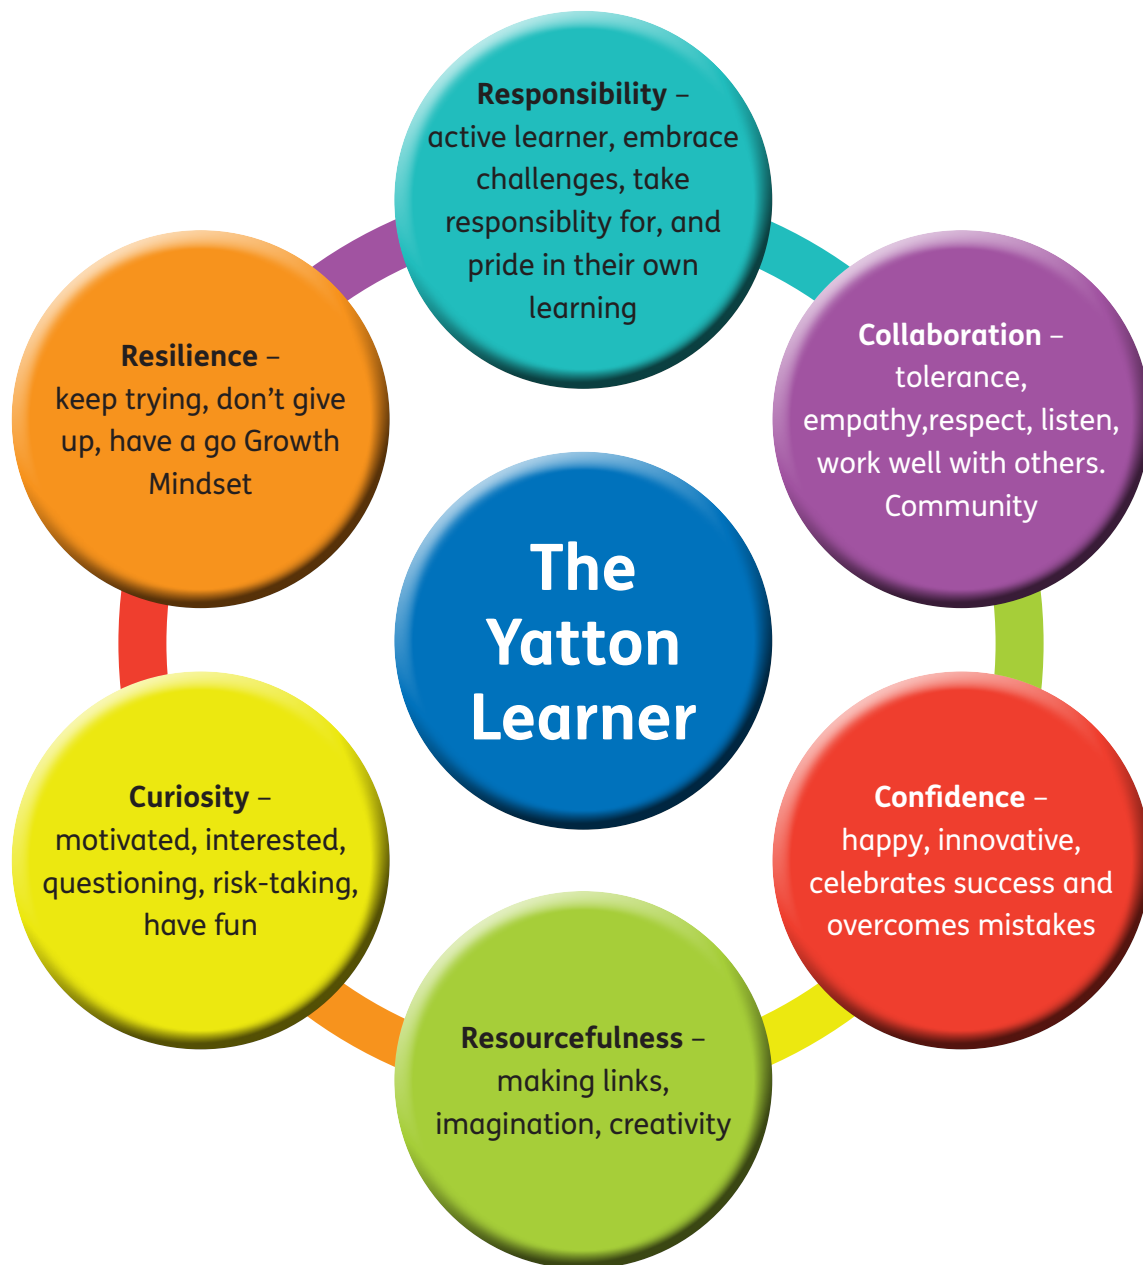 Responsibility –
active learner, embrace
challenges, take
responsiblity for, and
pride in their own
learning
Collaboration –
tolerance,
empathy,respect, listen,
work well with others.
Community
Confidence –
happy, innovative,
celebrates success and
overcomes mistakes
Resourcefulness –
making links,
imagination, creativity
Curiosity –
motivated, interested,
questioning, risk-taking,
have fun
Resilience –
keep trying, don’t give
up, have a go Growth
Mindset
The
Yatton
Learner